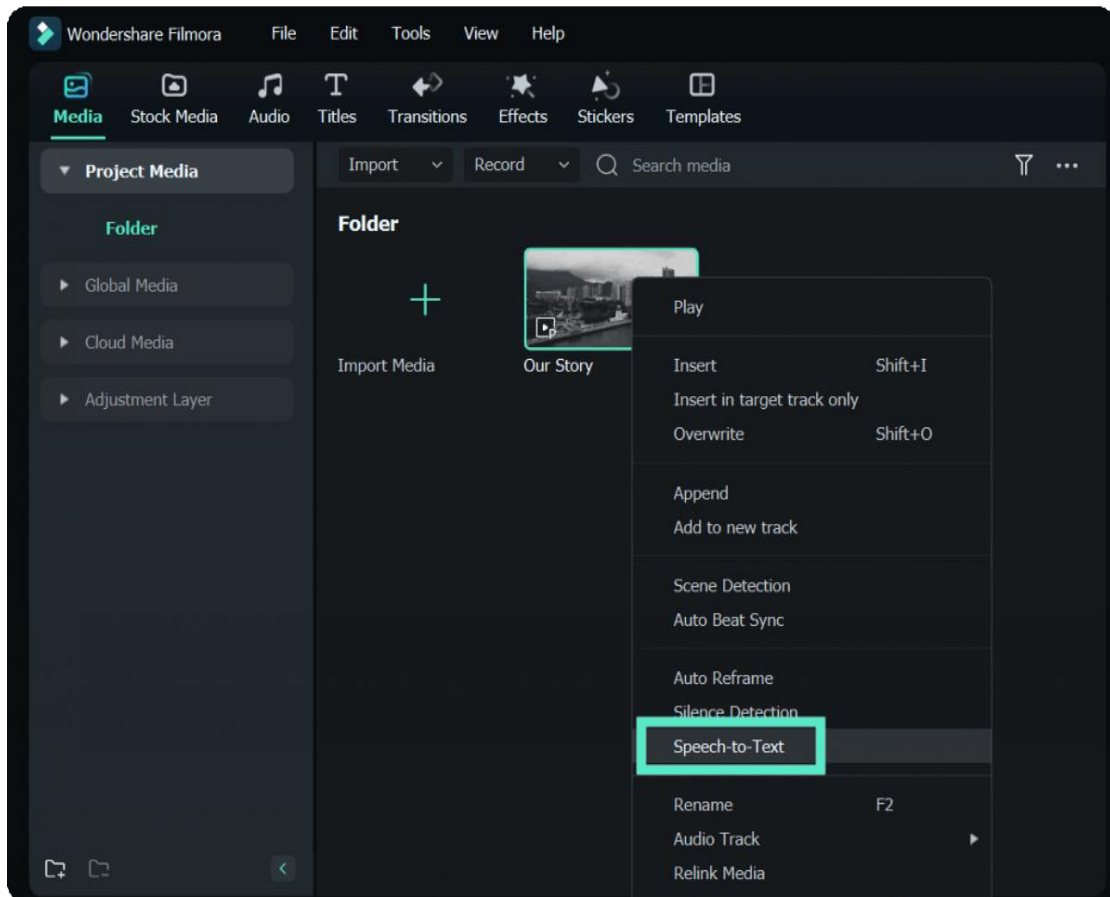 Wondershare Filmora File Edit Tools View Help
Media Stock Media Audio Titles Transitions Effects Stickers Templates
Project Media
Import Record Search media
Folder
Folder
Global Media
Cloud Media
Adjustment Layer
Import Media
Our Story
Play
Insert Shift+I
Insert in target track only
Overwrite Shift+O
Append
Add to new track
Scene Detection
Auto Beat Sync
Auto Reframe
Silence Detection
Speech-to-Text
Rename F2
Audio Track
Relink Media